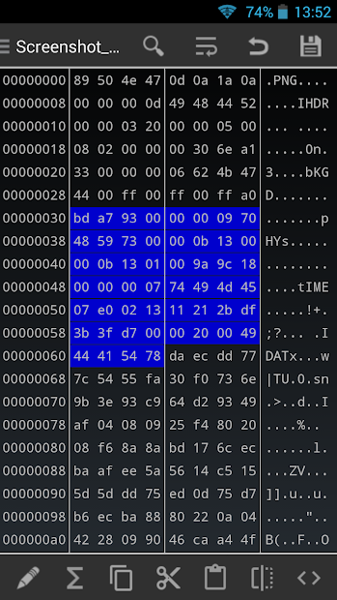 74% 13:52
Screenshot_...
00000000 89 50 4e 47 0d 0a 1a 0a .PNG....
00000008 00 00 00 0d 49 48 44 52 ....IHDR
00000010 00 00 03 20 00 00 05 00 ... ....
00000018 08 02 00 00 00 30 6e a1 .....0n.
00000020 33 00 00 00 06 62 4b 47 3....bKG
00000028 44 00 ff 00 ff 00 ff a0 D.......
00000030 bd a7 93 00 00 00 09 70 .......p
00000038 48 59 73 00 00 0b 13 00 HYs.....
00000040 00 0b 13 01 00 9a 9c 18 ........
00000048 00 00 00 07 74 49 4d 45 ....tIME
00000050 07 e0 02 13 11 21 2b df .....!+.
00000058 3b 3f d7 00 00 20 00 49 ;?... .I
00000060 44 41 54 78 da ec dd 77 DATx...w
00000068 7c 54 55 fa 30 f0 73 6e |TU.0.sn
00000070 9b 3e 93 c9 64 d2 93 49 .>..d..I
00000078 af 04 08 09 25 f4 80 20 ....%.. 
00000080 08 f6 8a 8a bd 17 6c ec ......l.
00000088 ba af ee 5a 56 14 c5 15 ...ZV...
00000090 5d 5d dd 75 ed 0d 75 d7 ]].u..u.
00000098 b6 ec ba 88 80 22 0a 04 ....."..
000000a0 42 28 09 90 46 ca a4 4f B(..F..O